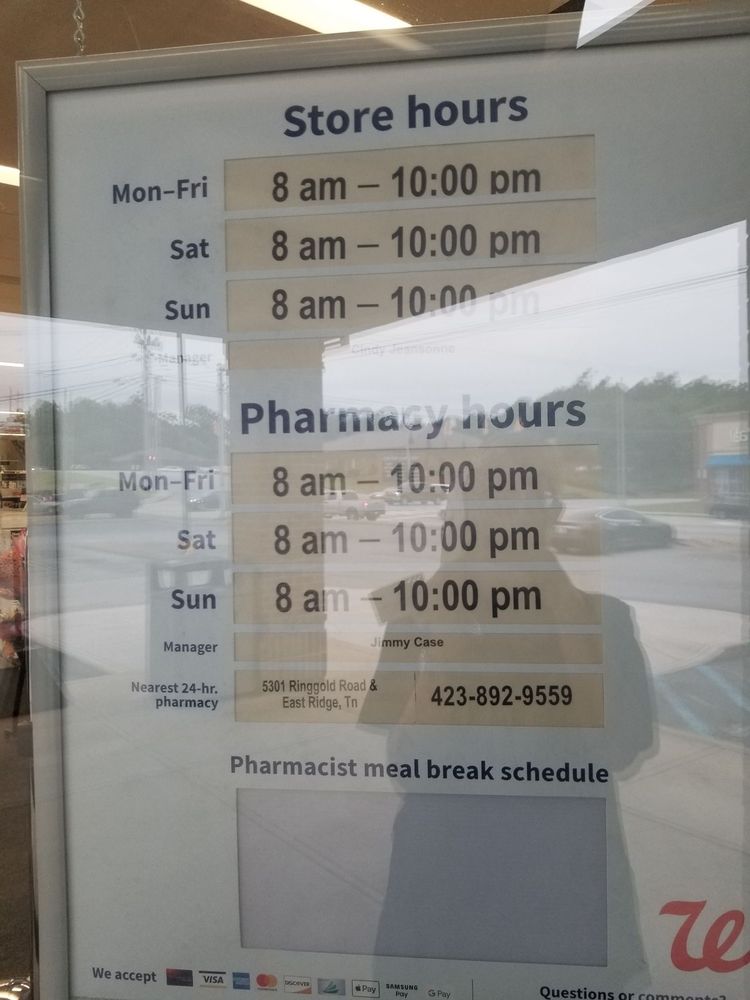 Store hours
Mon–Fri 8 am – 10:00 pm
Sat 8 am – 10:00 pm
Sun 8 am – 10:00 pm
Manager Cindy Jeansonne
Pharmacy hours
Mon–Fri 8 am – 10:00 pm
Sat 8 am – 10:00 pm
Sun 8 am – 10:00 pm
Manager Jimmy Case
Nearest 24-hr. pharmacy 5301 Ringgold Road & East Ridge, Tn 423-892-9559
Pharmacist meal break schedule
We accept VISA DISCOVER Pay SAMSUNG Pay G Pay
Questions or comments?